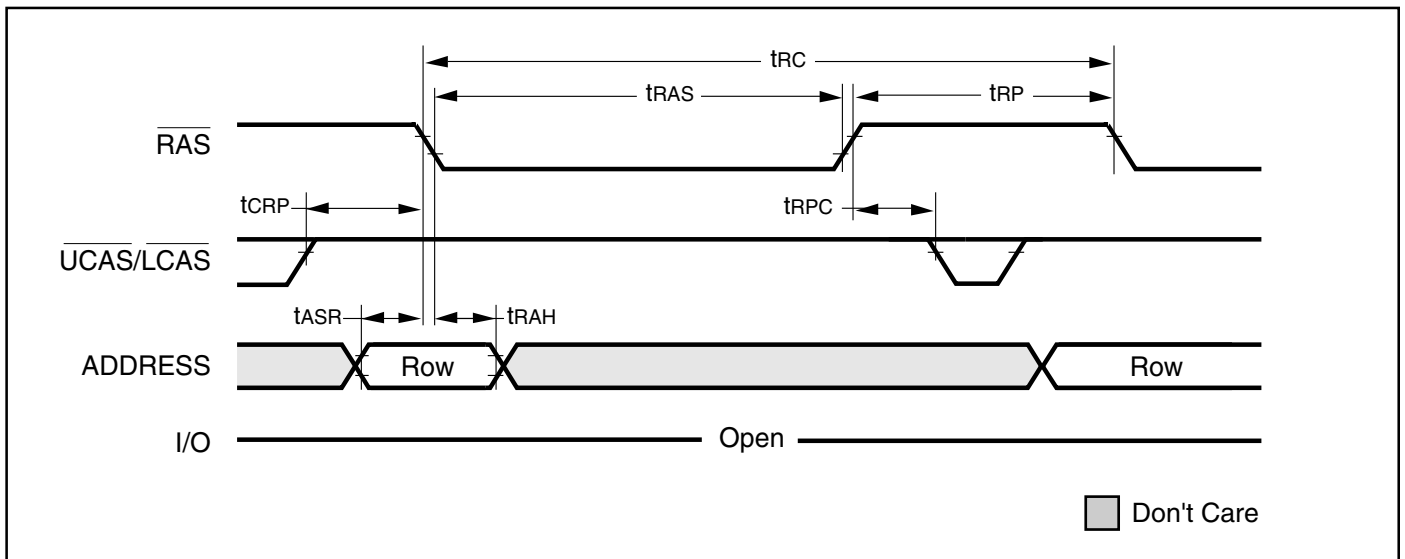 tRC
tRAS
tRP
RAS
tCRP
tRPC
UCAS/LCAS
tASR
tRAH
ADDRESS
Row
Row
I/O
Open
Don't Care